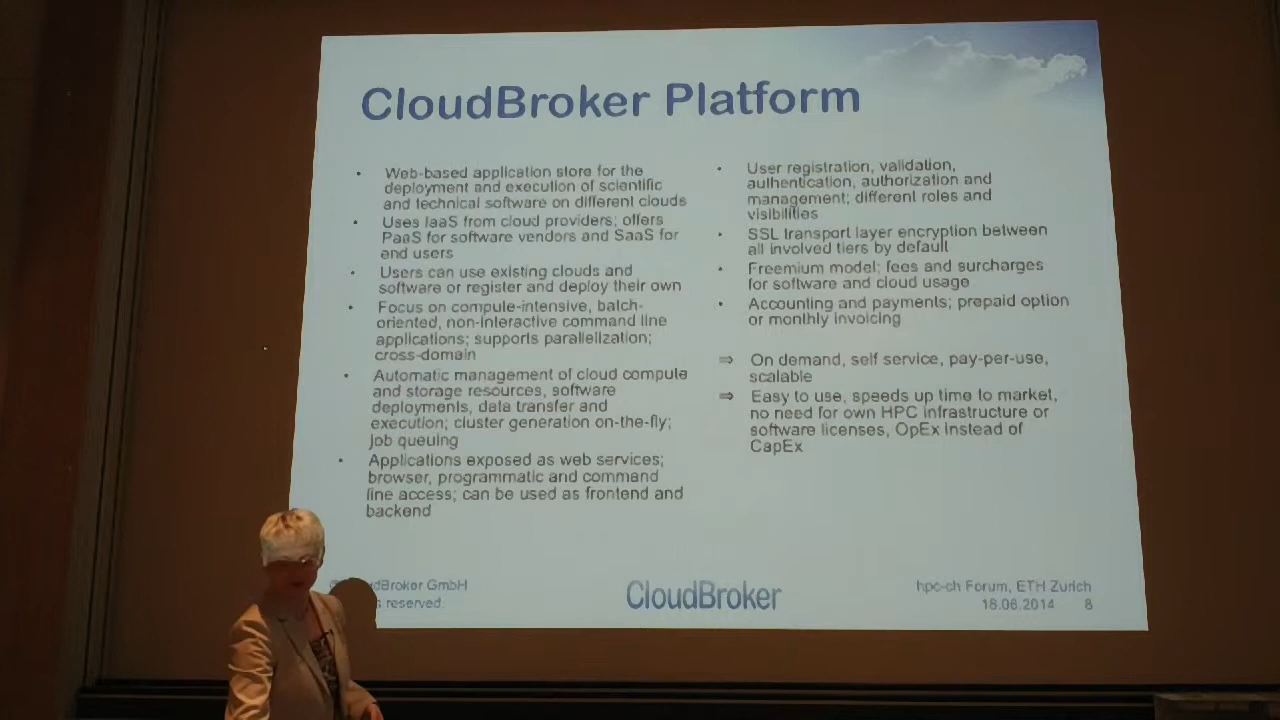 CloudBroker Platform
• Web-based application store for the
deployment and execution of scientific
and technical software on different clouds
• Uses IaaS from cloud providers; offers
PaaS for software vendors and SaaS for
end users
• Users can use existing clouds and
software or register and deploy their own
• Focus on compute-intensive, batch-
oriented, non-interactive command line
applications; supports parallelization;
cross-domain
• Automatic management of cloud compute
and storage resources, software
deployments, data transfer and
execution; cluster generation on-the-fly;
job queuing
• Applications exposed as web services;
browser, programmatic and command
line access; can be used as frontend and
backend
• User registration, validation,
authentication, authorization and
management; different roles and
visibilities
• SSL transport layer encryption between
all involved tiers by default
• Freemium model; fees and surcharges
for software and cloud usage
• Accounting and payments; prepaid option
or monthly invoicing
⇒ On demand, self service, pay-per-use,
scalable
⇒ Easy to use, speeds up time to market,
no need for own HPC infrastructure or
software licenses, OpEx instead of
CapEx
dBroker GmbH
s reserved.
CloudBroker
hpc-ch Forum, ETH Zurich
18.06.2014 8